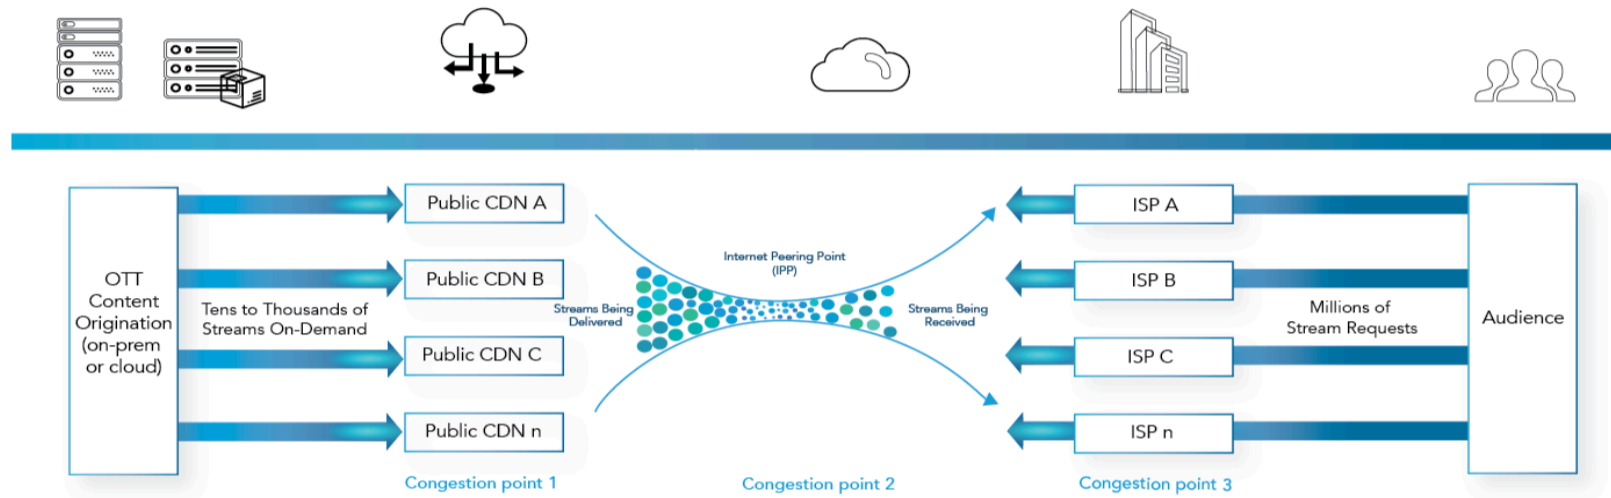 OTT
Content
Origination
(on-prem
or cloud)
Tens to Thousands of
Streams On-Demand
Public CDN A
Public CDN B
Public CDN C
Public CDN n
Congestion point 1
Streams Being
Delivered
Internet Peering Point
(IPP)
Streams Being
Received
Congestion point 2
ISP A
ISP B
ISP C
ISP n
Congestion point 3
Millions of
Stream Requests
Audience